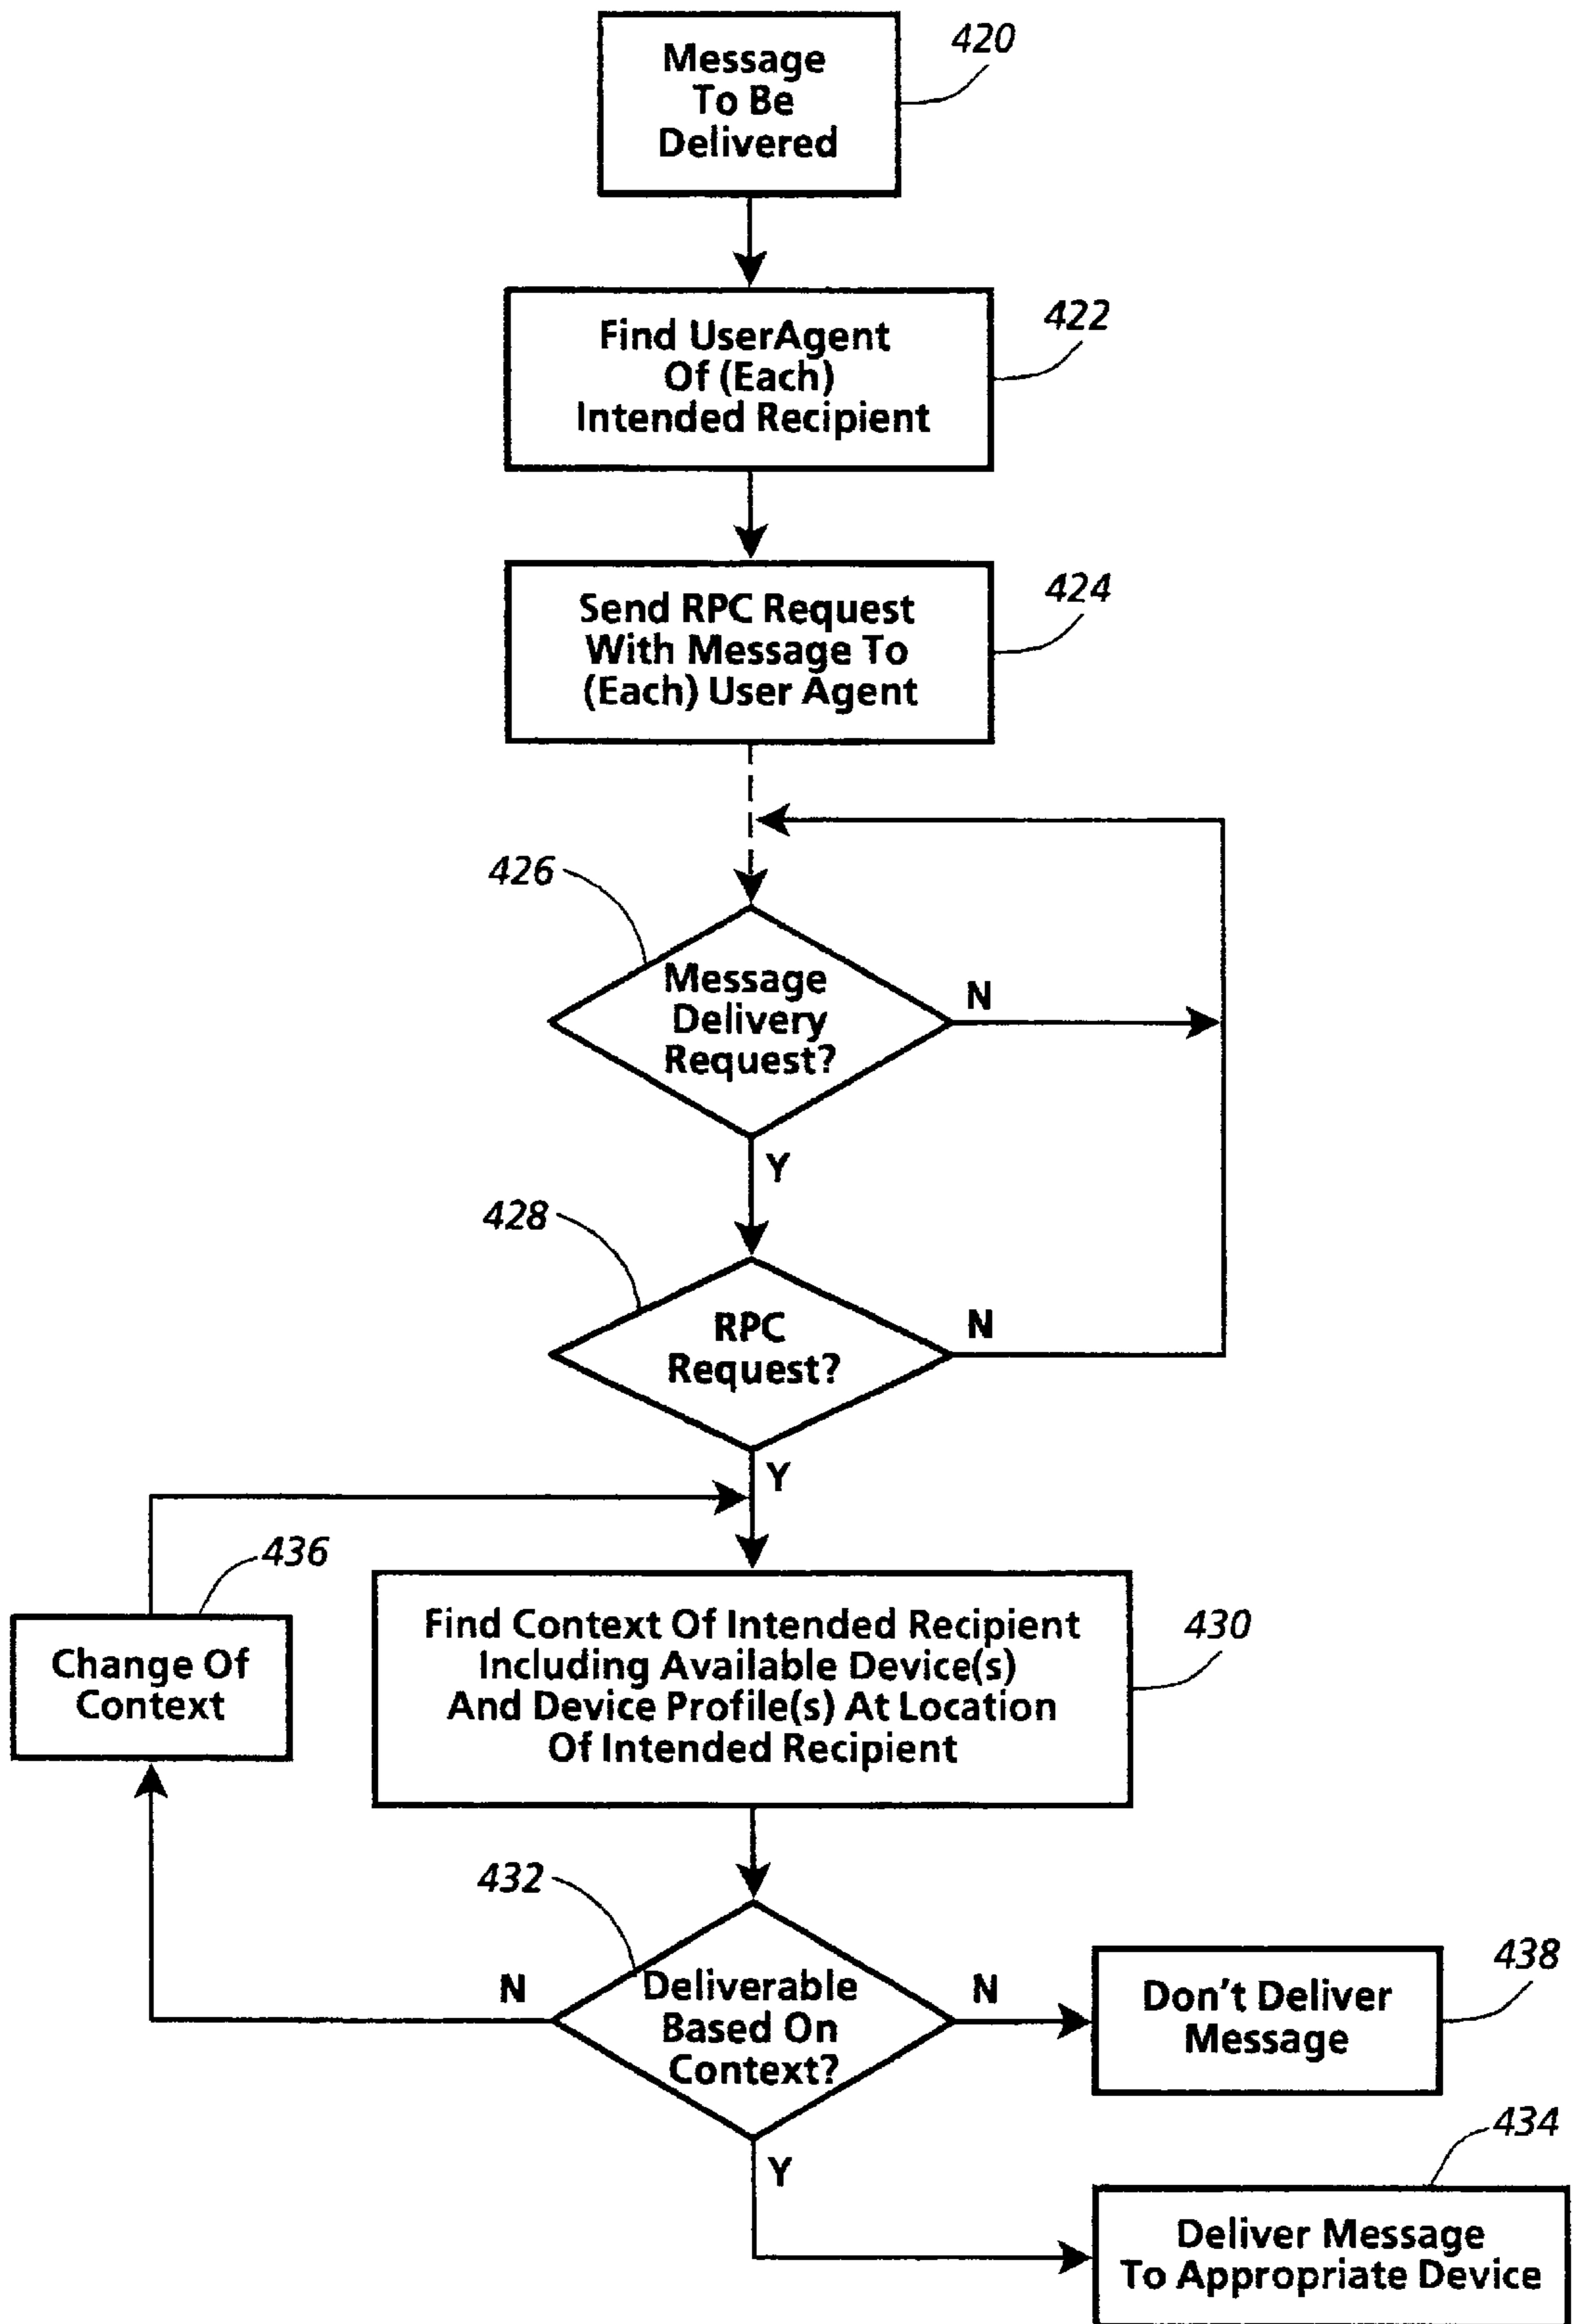 Message
To Be
Delivered
420
Find UserAgent
Of (Each)
Intended Recipient
422
Send RPC Request
With Message To
(Each) User Agent
424
426
Message
Delivery
Request?
N
Y
428
RPC
Request?
N
Y
436
Change Of
Context
Find Context Of Intended Recipient
Including Available Device(s)
And Device Profile(s) At Location
Of Intended Recipient
430
432
N
Deliverable
Based On
Context?
N
Don't Deliver
Message
438
Y
434
Deliver Message
To Appropriate Device